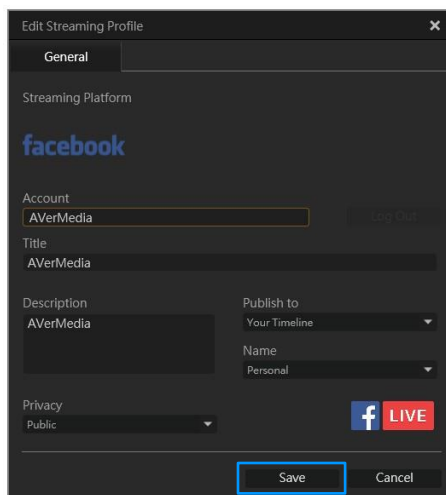 Edit Streaming Profile
General
Streaming Platform
facebook
Account
AVerMedia
Log Out
Title
AVerMedia
Description
AVerMedia
Publish to
Your Timeline
Name
Personal
Privacy
Public
f LIVE
Save
Cancel